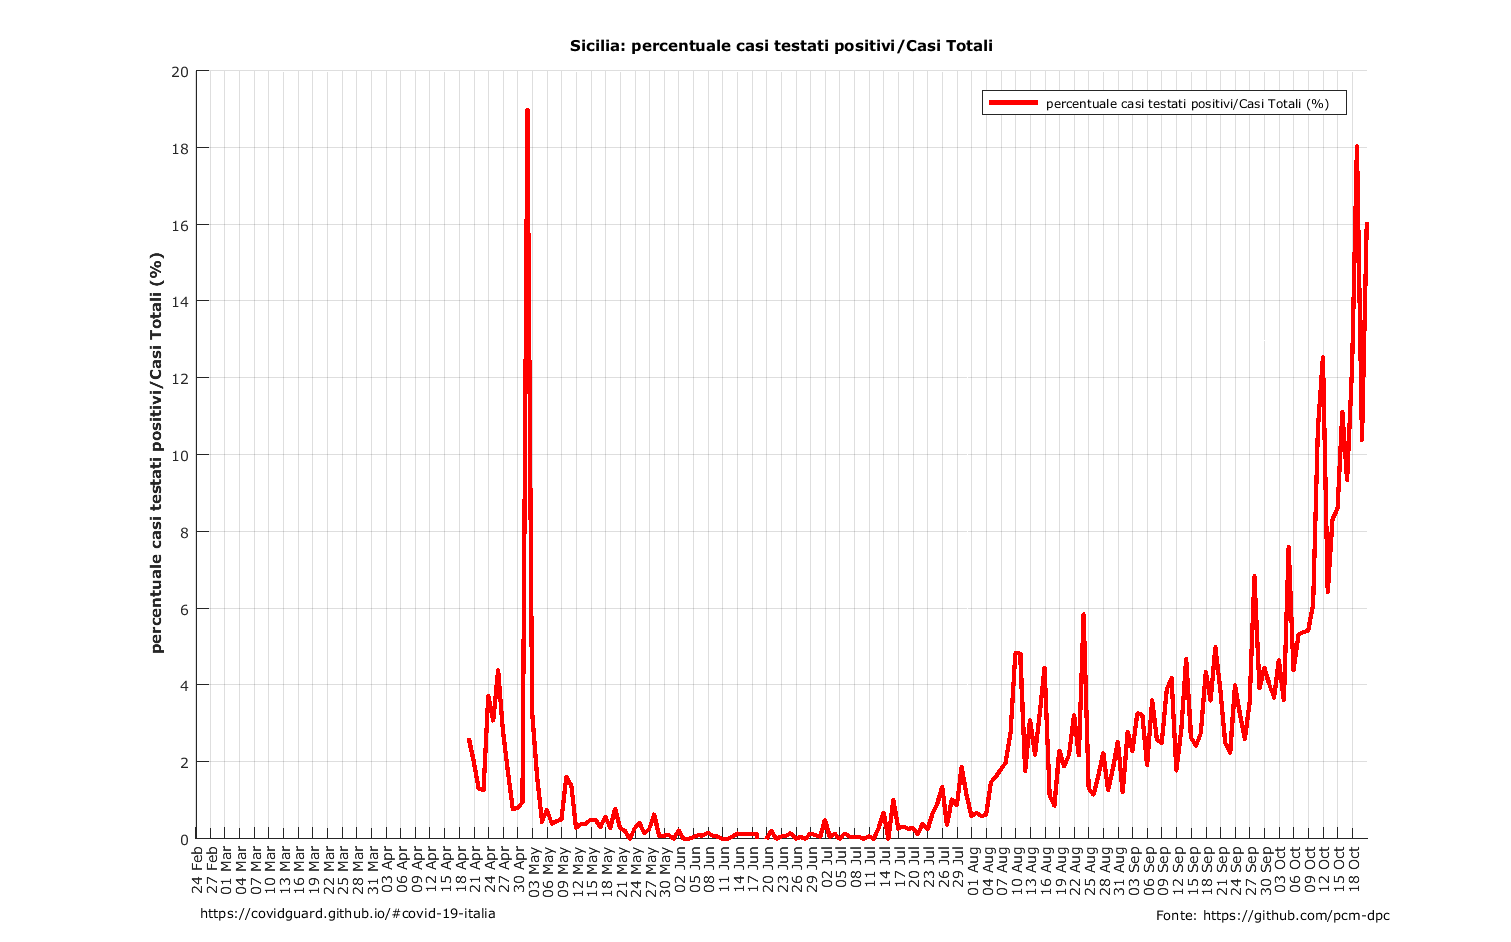 Sicilia: percentuale casi testati positivi/Casi Totali
percentuale casi testati positivi/Casi Totali (%)
percentuale casi testati positivi/Casi Totali (%)
20
18
16
14
12
10
8
6
4
2
0
24 Feb
27 Feb
01 Mar
04 Mar
07 Mar
10 Mar
13 Mar
16 Mar
19 Mar
22 Mar
25 Mar
28 Mar
31 Mar
03 Apr
06 Apr
09 Apr
12 Apr
15 Apr
18 Apr
21 Apr
24 Apr
27 Apr
30 Apr
03 May
06 May
09 May
12 May
15 May
18 May
21 May
24 May
27 May
30 May
02 Jun
05 Jun
08 Jun
11 Jun
14 Jun
17 Jun
20 Jun
23 Jun
26 Jun
29 Jun
02 Jul
05 Jul
08 Jul
11 Jul
14 Jul
17 Jul
20 Jul
23 Jul
26 Jul
29 Jul
01 Aug
04 Aug
07 Aug
10 Aug
13 Aug
16 Aug
19 Aug
22 Aug
25 Aug
28 Aug
31 Aug
03 Sep
06 Sep
09 Sep
12 Sep
15 Sep
18 Sep
21 Sep
24 Sep
27 Sep
30 Sep
03 Oct
06 Oct
09 Oct
12 Oct
15 Oct
18 Oct
https://covidguard.github.io/#covid-19-italia
Fonte: https://github.com/pcm-dpc